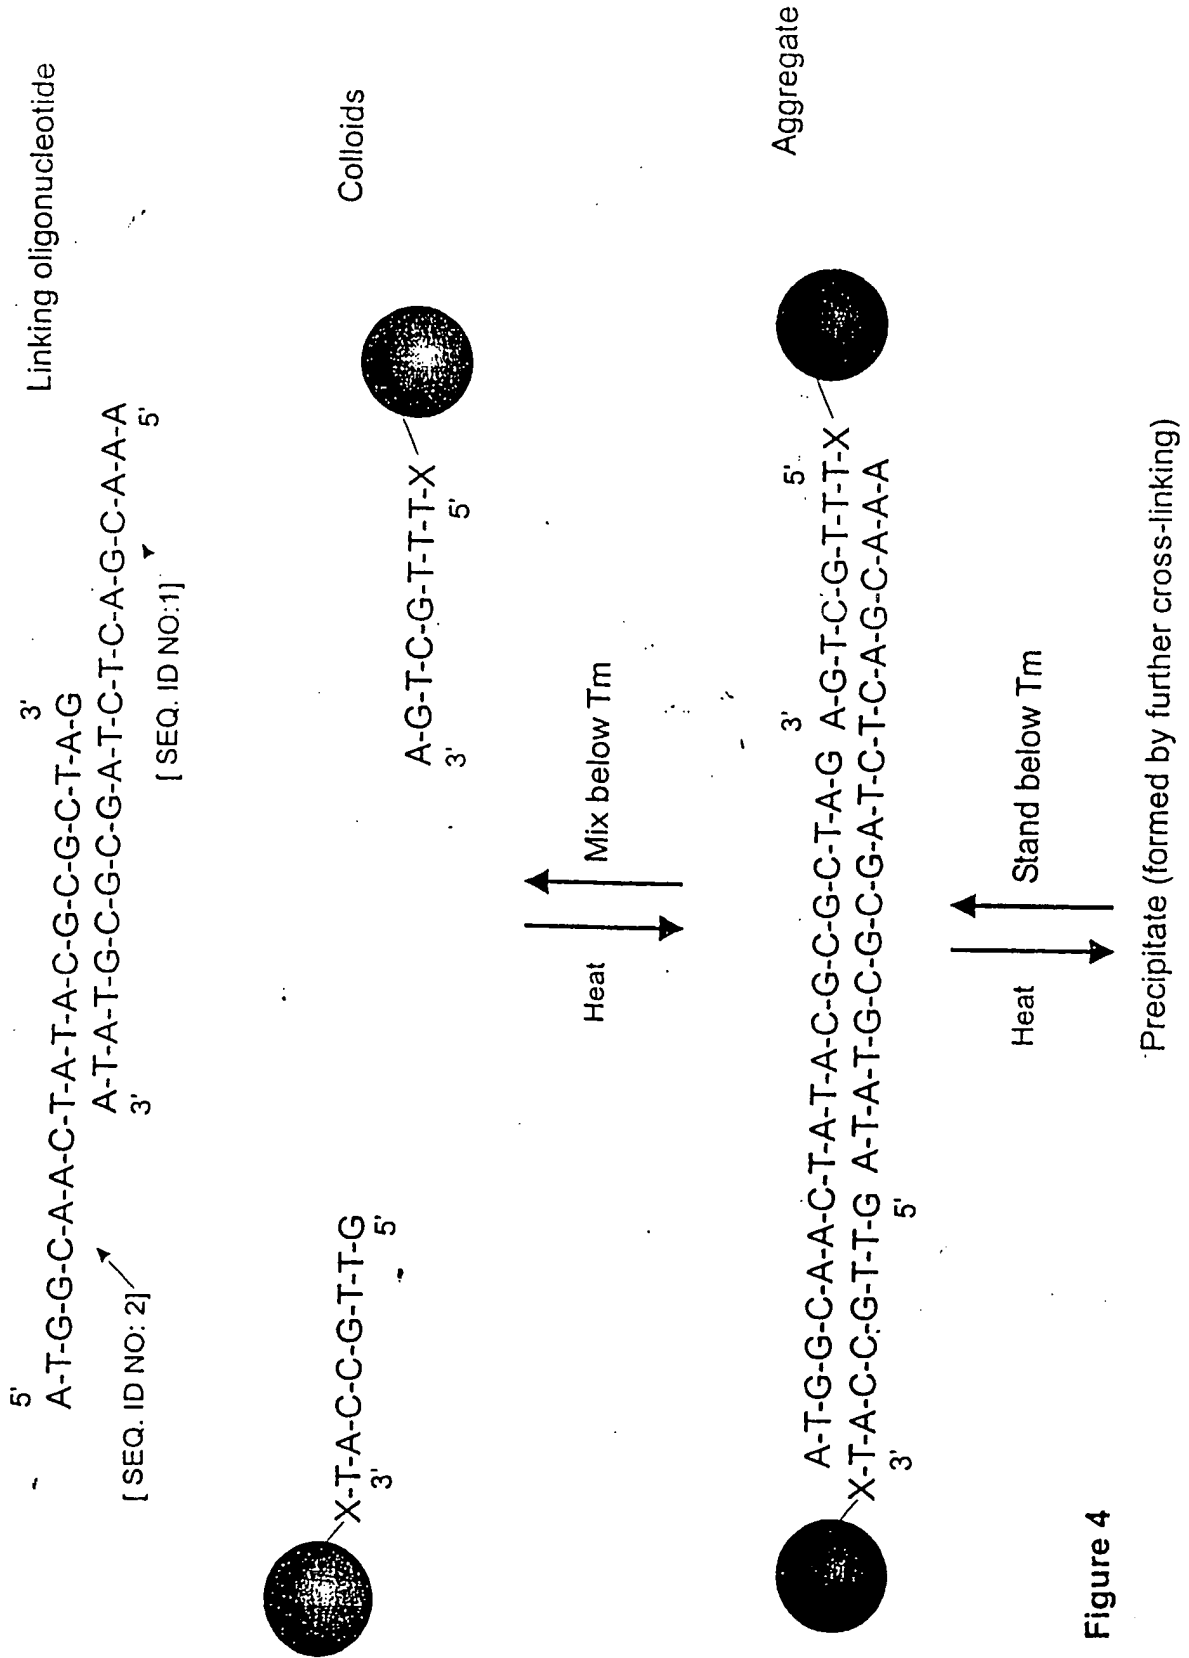 Linking oligonucleotide
5' 3'
A-T-G-G-C-A-A-C-T-A-T-A-C-G-C-G-C-T-A-G
A-T-A-T-G-C-G-C-G-A-T-C-T-C-A-G-C-A-A-A
3' 5'
[ SEQ. ID NO: 2]
[ SEQ. ID NO:1]
Colloids
X-T-A-C-C-G-T-T-G
3' 5'
A-G-T-C-G-T-T-T-X
3' 5'
Heat
Mix below Tm
Aggregate
3' 5'
A-T-G-G-C-A-A-C-T-A-T-A-C-G-C-G-C-T-A-G A-G-T-C-G-T-T-T-X
X-T-A-C-C-G-T-T-G A-T-A-T-G-C-G-C-G-A-T-C-T-C-A-G-C-A-A-A
3' 5'
Heat
Stand below Tm
Precipitate (formed by further cross-linking)
Figure 4